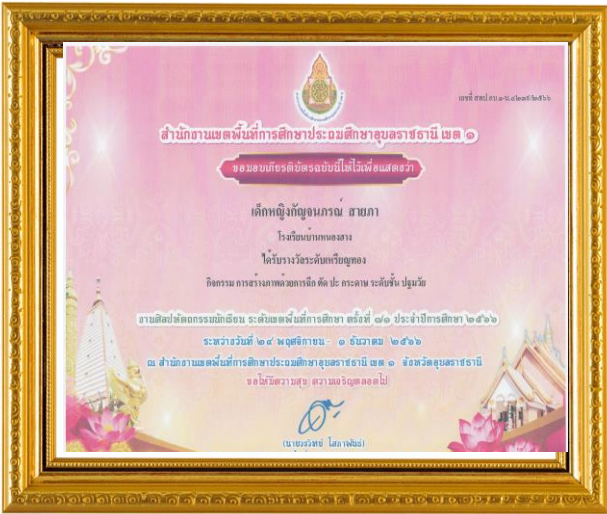 เลขที่ สพป.อบ.๑-ข.๔๒๓๙/๒๕๖๖
สำนักงานเขตพื้นที่การศึกษาประถมศึกษาอุบลราชธานี เขต ๑
ขอมอบเกียรติบัตรฉบับนี้ให้ไว้เพื่อแสดงว่า
เด็กหญิงกัญจนภรณ์ สายภา
โรงเรียนบ้านหนองฮาง
ได้รับรางวัลระดับเหรียญทอง
กิจกรรม การสร้างภาพด้วยการฉีก ตัด ปะ กระดาษ ระดับชั้น ปฐมวัย
งานศิลปหัตถกรรมนักเรียน ระดับเขตพื้นที่การศึกษา ครั้งที่ ๗๑ ประจำปีการศึกษา ๒๕๖๖
ระหว่างวันที่ ๒๔ พฤศจิกายน - ๑ ธันวาคม ๒๕๖๖
ณ สำนักงานเขตพื้นที่การศึกษาประถมศึกษาอุบลราชธานี เขต ๑ จังหวัดอุบลราชธานี
ขอให้มีความสุข ความเจริญตลอดไป